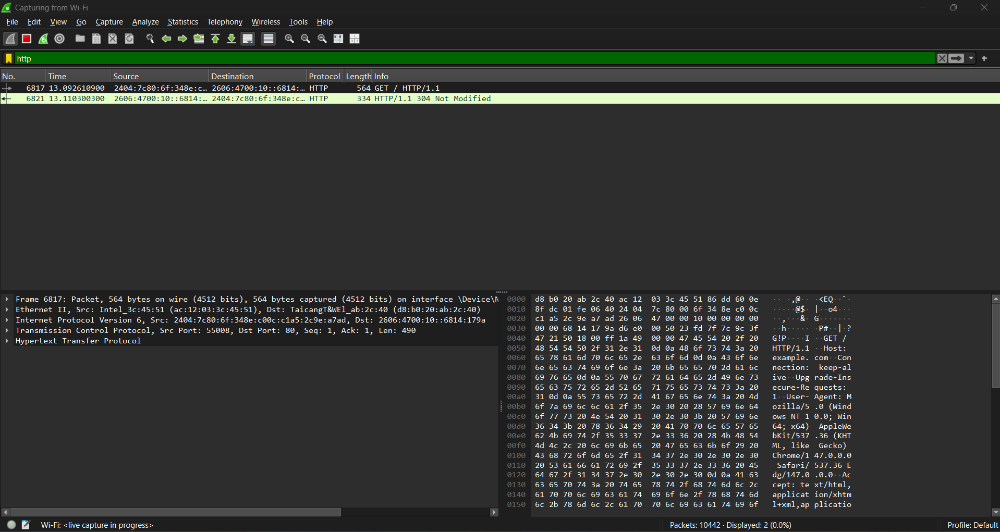 Capturing from Wi-Fi
File Edit View Go Capture Analyze Statistics Telephony Wireless Tools Help
http
No. Time Source Destination Protocol Length Info
6817 13.092610900 2404:7c80:6f:348e:c… 2606:4700:10::6814:… HTTP 564 GET / HTTP/1.1
6821 13.110300300 2606:4700:10::6814:… 2404:7c80:6f:348e:c… HTTP 334 HTTP/1.1 304 Not Modified
Frame 6817: Packet, 564 bytes on wire (4512 bits), 564 bytes captured (4512 bits) on interface \Device\N
Ethernet II, Src: Intel_3c:45:51 (ac:12:03:3c:45:51), Dst: TaicangT&WEl_ab:2c:40 (d8:b0:20:ab:2c:40)
Internet Protocol Version 6, Src: 2404:7c80:6f:348e:c00c:c1a5:2c9e:a7ad, Dst: 2606:4700:10::6814:179a
Transmission Control Protocol, Src Port: 55008, Dst Port: 80, Seq: 1, Ack: 1, Len: 490
Hypertext Transfer Protocol
0000 d8 b0 20 ab 2c 40 ac 12 03 3c 45 51 86 dd 60 0e ·· ·,@·· ·<EQ··`·
0010 8f dc 01 fe 06 40 24 04 7c 80 00 6f 34 8e c0 0c ·····@$· |··o4···
0020 c1 a5 2c 9e a7 ad 26 06 47 00 00 10 00 00 00 00 ··,···&· G·······
0030 00 00 68 14 17 9a d6 e0 00 50 23 fd 7f 7c 9c 3f ··h····· ·P#··|·?
0040 47 21 50 18 00 ff 1a 49 00 00 47 45 54 20 2f 20 G!P····I ··GET /
0050 48 54 54 50 2f 31 2e 31 0d 0a 48 6f 73 74 3a 20 HTTP/1.1 ··Host:
0060 65 78 61 6d 70 6c 65 2e 63 6f 6d 0d 0a 43 6f 6e example. com··Con
0070 6e 65 63 74 69 6f 6e 3a 20 6b 65 65 70 2d 61 6c nection: keep-al
0080 69 76 65 0d 0a 55 70 67 72 61 64 65 2d 49 6e 73 ive··Upg rade-Ins
0090 65 63 75 72 65 2d 52 65 71 75 65 73 74 73 3a 20 ecure-Re quests:
00a0 31 0d 0a 55 73 65 72 2d 41 67 65 6e 74 3a 20 4d 1··User- Agent: M
00b0 6f 7a 69 6c 6c 61 2f 35 2e 30 20 28 57 69 6e 64 ozilla/5 .0 (Wind
00c0 6f 77 73 20 4e 54 20 31 30 2e 30 3b 20 57 69 6e ows NT 1 0.0; Win
00d0 36 34 3b 20 78 36 34 29 20 41 70 70 6c 65 57 65 64; x64) AppleWe
00e0 62 4b 69 74 2f 35 33 37 2e 33 36 20 28 4b 48 54 bKit/537 .36 (KHT
00f0 4d 4c 2c 20 6c 69 6b 65 20 47 65 63 6b 6f 29 20 ML, like Gecko)
0100 43 68 72 6f 6d 65 2f 31 34 37 2e 30 2e 30 2e 30 Chrome/1 47.0.0.0
0110 20 53 61 66 61 72 69 2f 35 33 37 2e 33 36 20 45 Safari/ 537.36 E
0120 64 67 2f 31 34 37 2e 30 2e 30 2e 30 0d 0a 41 63 dg/147.0 .0.0··Ac
0130 63 65 70 74 3a 20 74 65 78 74 2f 68 74 6d 6c 2c cept: te xt/html,
0140 61 70 70 6c 69 63 61 74 69 6f 6e 2f 78 68 74 6d applicat ion/xhtm
0150 6c 2b 78 6d 6c 2c 61 70 70 6c 69 63 61 74 69 6f l+xml,ap plicatio
Wi-Fi: <live capture in progress>
Packets: 10442 · Displayed: 2 (0.0%)
Profile: Default